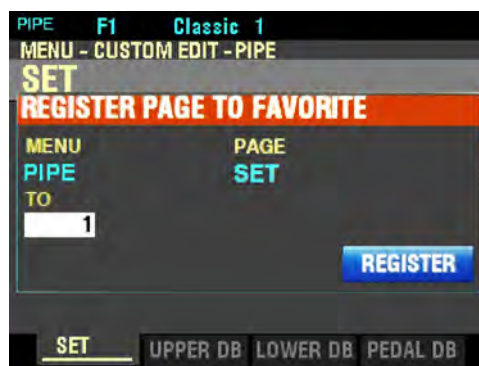 PIPE F1 Classic 1
MENU - CUSTOM EDIT - PIPE
SET
REGISTER PAGE TO FAVORITE
MENU PAGE
PIPE SET
TO
1
REGISTER
SET UPPER DB LOWER DB PEDAL DB